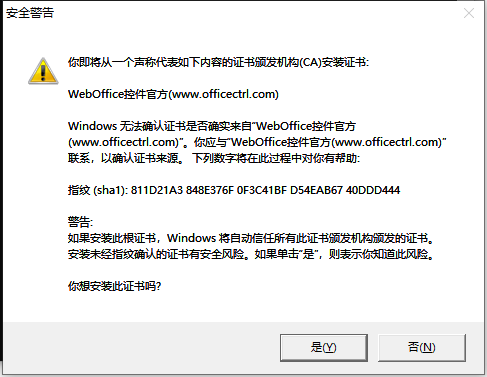 安全警告
你即将从一个声称代表如下内容的证书颁发机构(CA)安装证书:
WebOffice控件官方(www.officectrl.com)
Windows 无法确认证书是否确实来自"WebOffice控件官方
(www.officectrl.com)"。你应与"WebOffice控件官方(www.officectrl.com)"
联系，以确认证书来源。 下列数字将在此过程中对你有帮助:
指纹 (sha1): 811D21A3 848E376F 0F3C41BF D54EAB67 40DDD444
警告:
如果安装此根证书，Windows 将自动信任所有此证书颁发机构颁发的证书。
安装未经指纹确认的证书有安全风险。如果单击"是"，则表示你知道此风险。
你想安装此证书吗?
是(Y)
否(N)